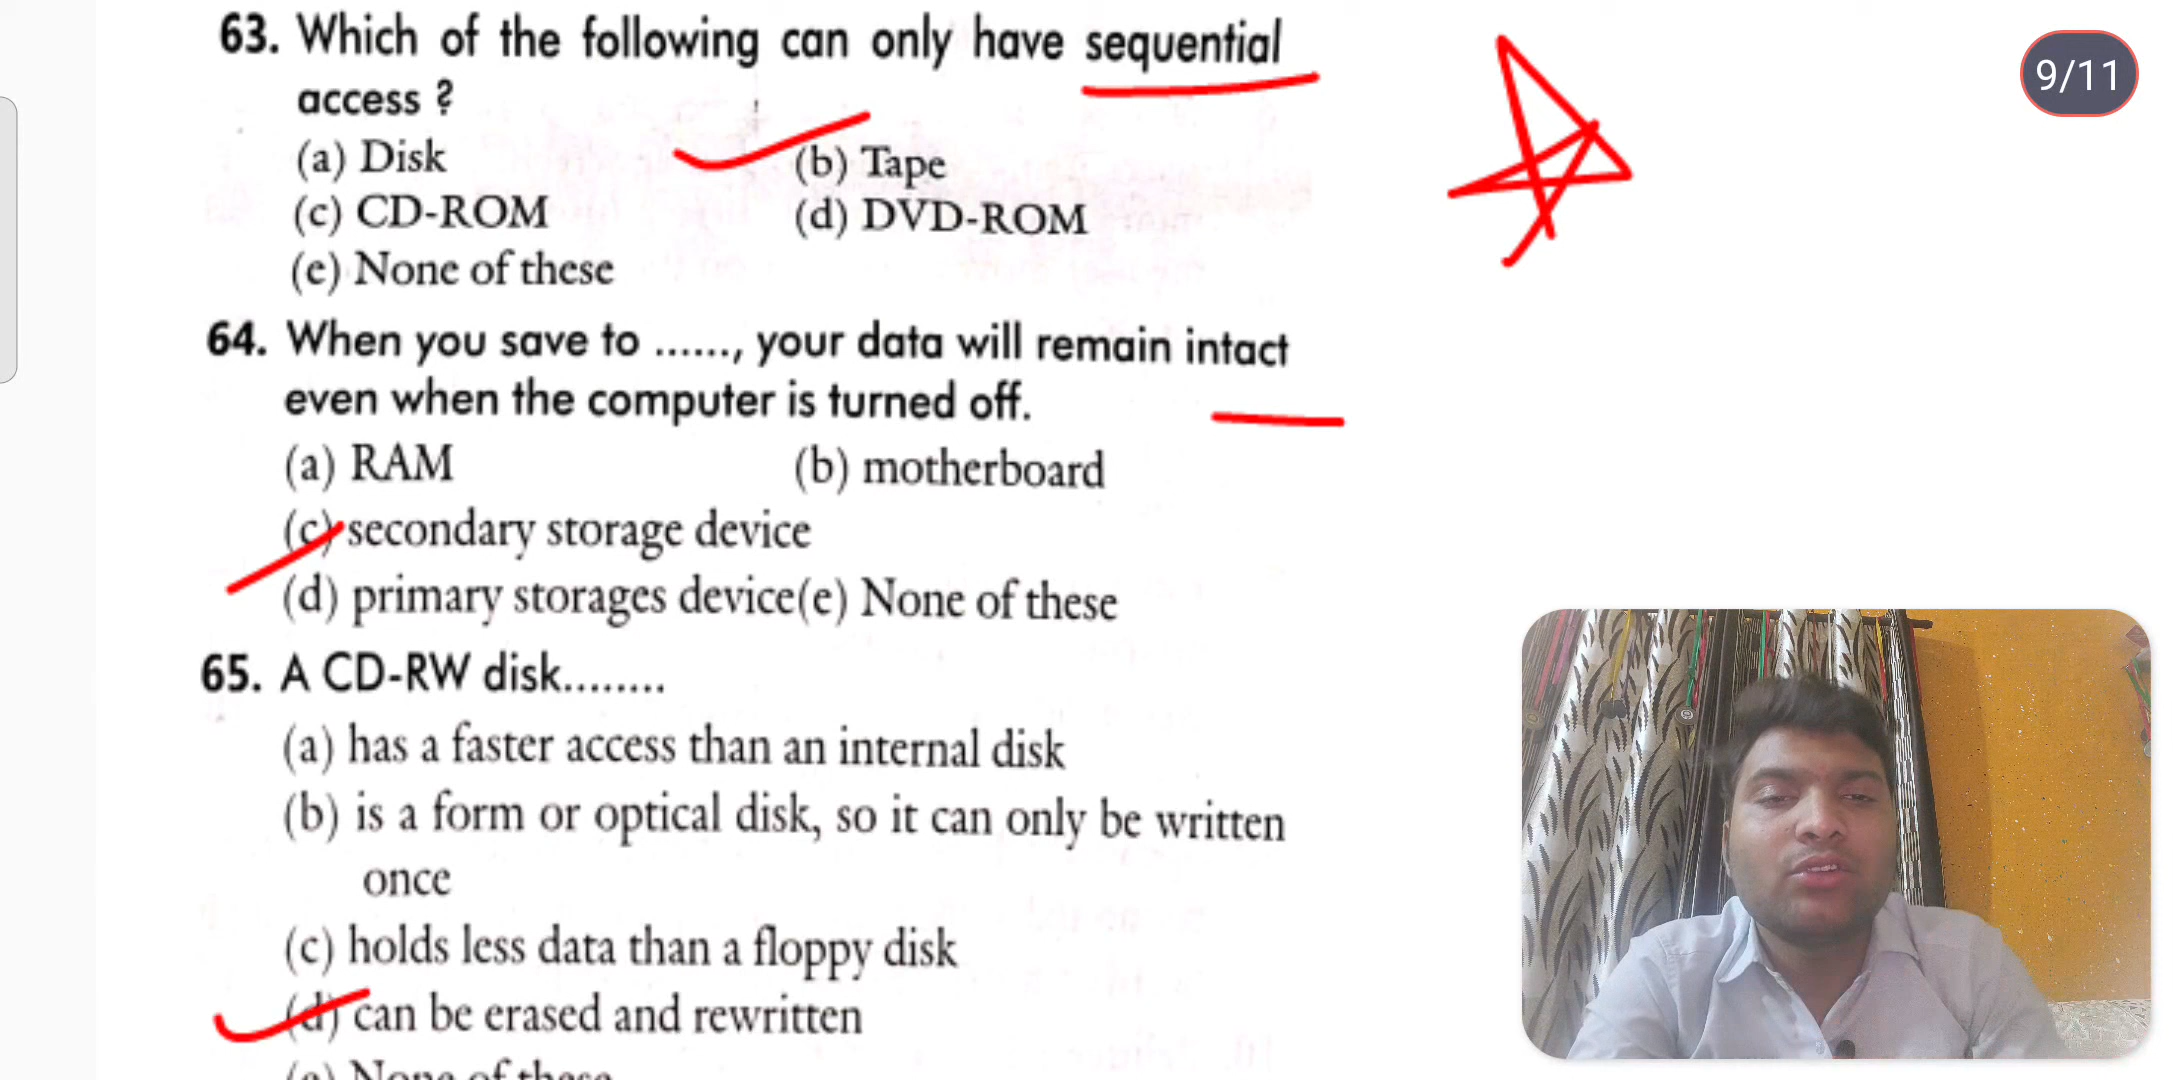 63. Which of the following can only have sequential
access ?
(a) Disk (b) Tape
(c) CD-ROM (d) DVD-ROM
(e) None of these
64. When you save to ......, your data will remain intact
even when the computer is turned off.
(a) RAM (b) motherboard
(c) secondary storage device
(d) primary storages device(e) None of these
65. A CD-RW disk........
(a) has a faster access than an internal disk
(b) is a form or optical disk, so it can only be written
once
(c) holds less data than a floppy disk
(d) can be erased and rewritten
(e) None of these
9/11